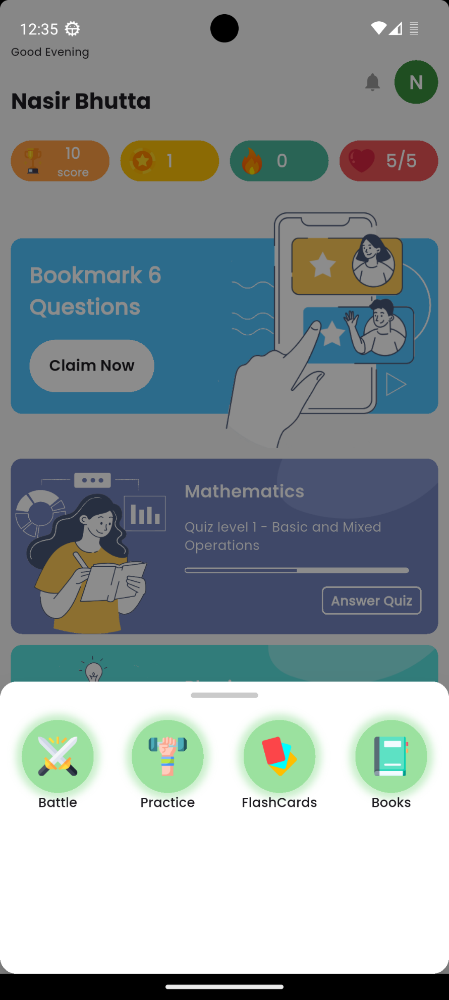 12:35
Good Evening
N
Nasir Bhutta
10
score
1
0
5/5
Bookmark 6
Questions
Claim Now
Mathematics
Quiz level 1 - Basic and Mixed
Operations
Answer Quiz
Battle
Practice
FlashCards
Books